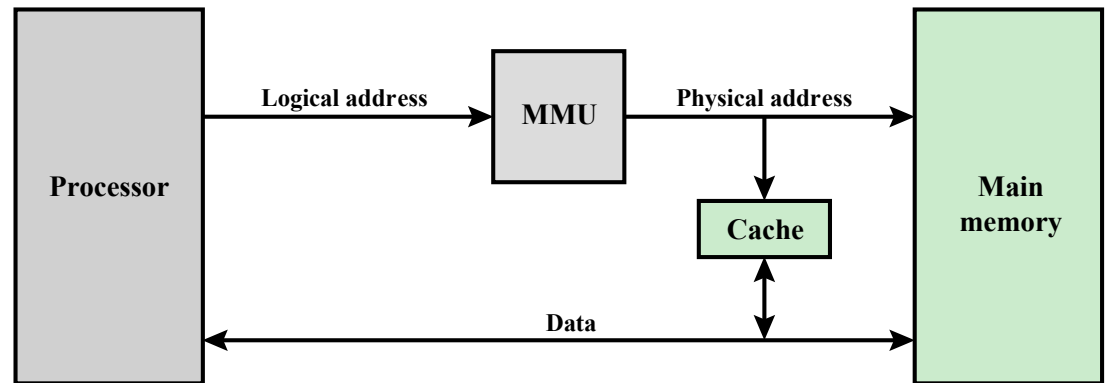 Logical address
MMU
Physical address
Processor
Main
memory
Cache
Data